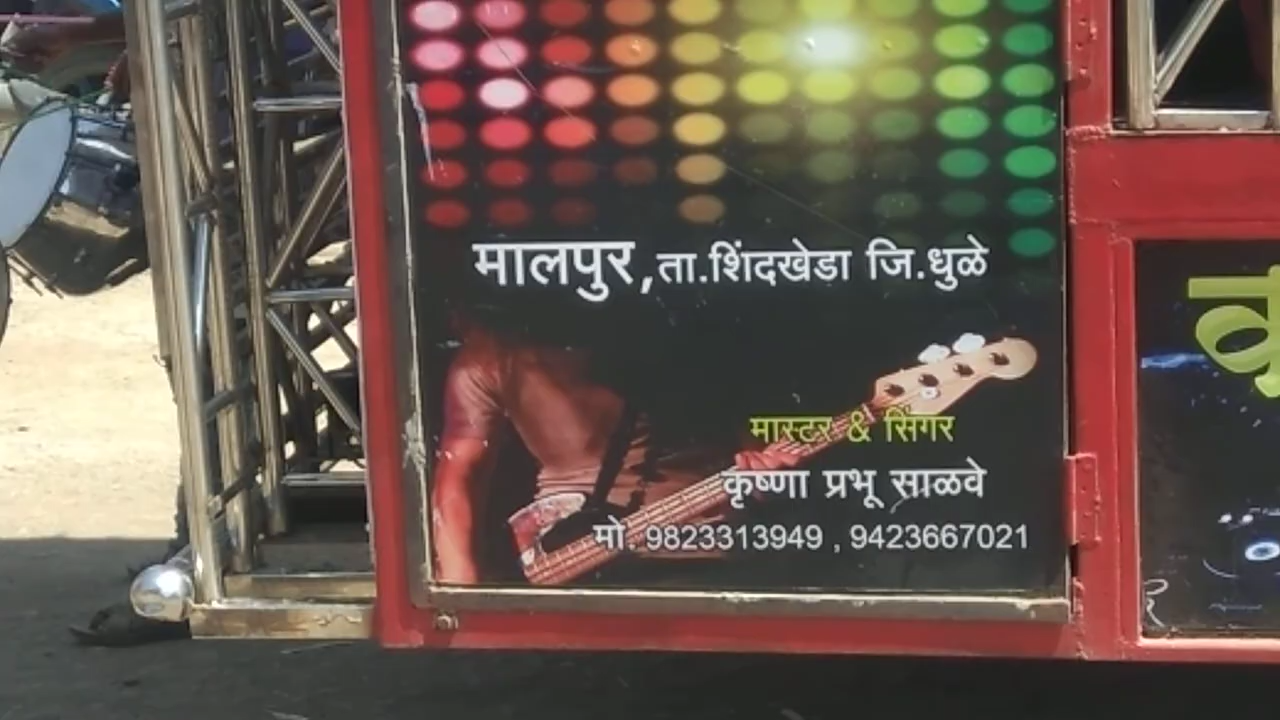 मालपुर,ता.शिंदखेडा जि.धुळे
मास्टर & सिंगर
कृष्णा प्रभू साळवे
मो. 9823313949 , 9423667021